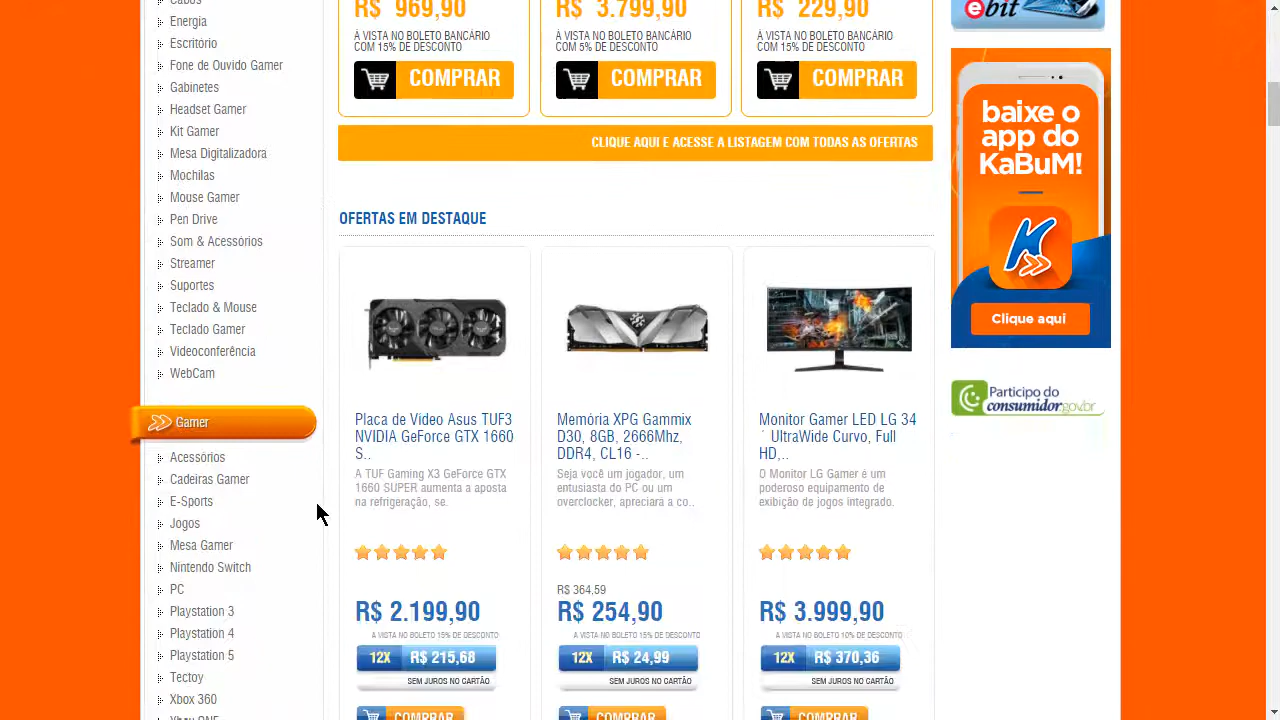 Cabos
Energia
Escritório
Fone de Ouvido Gamer
Gabinetes
Headset Gamer
Kit Gamer
Mesa Digitalizadora
Mochilas
Mouse Gamer
Pen Drive
Som & Acessórios
Streamer
Suportes
Teclado & Mouse
Teclado Gamer
Videoconferência
WebCam
Gamer
Acessórios
Cadeiras Gamer
E-Sports
Jogos
Mesa Gamer
Nintendo Switch
PC
Playstation 3
Playstation 4
Playstation 5
Tectoy
Xbox 360
Xbox ONE
R$ 969,90
À VISTA NO BOLETO BANCÁRIO
COM 15% DE DESCONTO
COMPRAR
R$ 3.799,90
À VISTA NO BOLETO BANCÁRIO
COM 5% DE DESCONTO
COMPRAR
R$ 229,90
À VISTA NO BOLETO BANCÁRIO
COM 15% DE DESCONTO
COMPRAR
CLIQUE AQUI E ACESSE A LISTAGEM COM TODAS AS OFERTAS
OFERTAS EM DESTAQUE
Placa de Vídeo Asus TUF3
NVIDIA GeForce GTX 1660
S..
A TUF Gaming X3 GeForce GTX
1660 SUPER aumenta a aposta
na refrigeração, se.
R$ 2.199,90
À VISTA NO BOLETO 15% DE DESCONTO
12X R$ 215,68
SEM JUROS NO CARTÃO
COMPRAR
Memória XPG Gammix
D30, 8GB, 2666Mhz,
DDR4, CL16 -..
Seja você um jogador, um
entusiasta do PC ou um
overclocker, apreciará a co..
R$ 364,59
R$ 254,90
À VISTA NO BOLETO 15% DE DESCONTO
12X R$ 24,99
SEM JUROS NO CARTÃO
COMPRAR
Monitor Gamer LED LG 34
´ UltraWide Curvo, Full
HD,..
O Monitor LG Gamer é um
poderoso equipamento de
exibição de jogos integrado.
R$ 3.999,90
À VISTA NO BOLETO 10% DE DESCONTO
12X R$ 370,36
SEM JUROS NO CARTÃO
COMPRAR
ebit
baixe o
app do
KaBuM!
Clique aqui
Participo do
consumidor.gov.br